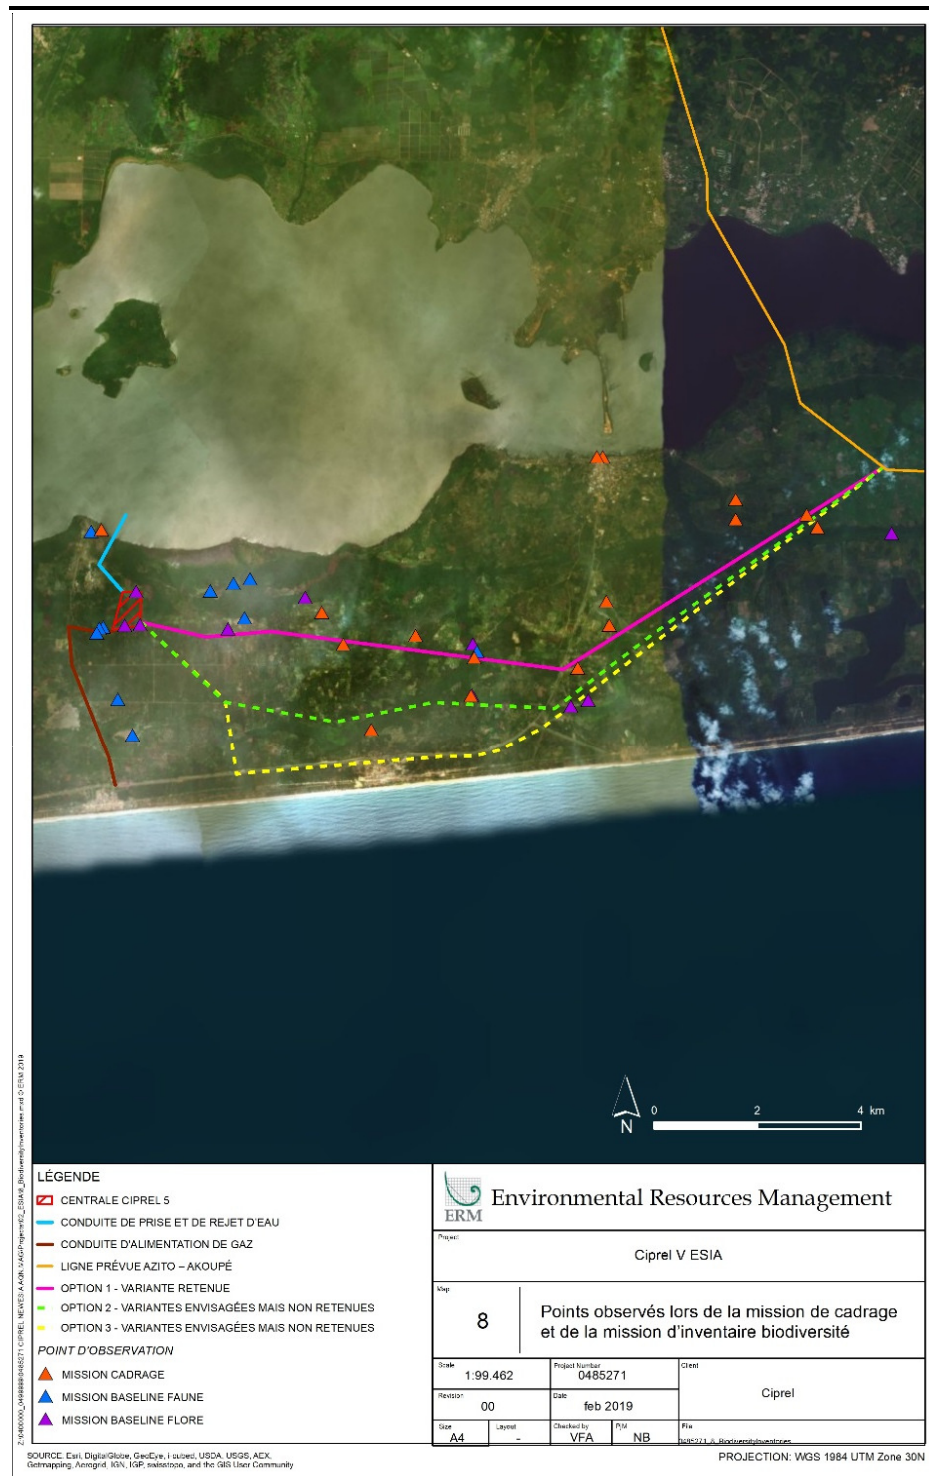 0 2 4 km
N
LÉGENDE
CENTRALE CIPREL 5
CONDUITE DE PRISE ET DE REJET D'EAU
CONDUITE D'ALIMENTATION DE GAZ
LIGNE PRÉVUE AZITO – AKOUPÉ
OPTION 1 - VARIANTE RETENUE
OPTION 2 - VARIANTES ENVISAGÉES MAIS NON RETENUES
OPTION 3 - VARIANTES ENVISAGÉES MAIS NON RETENUES
POINT D'OBSERVATION
MISSION CADRAGE
MISSION BASELINE FAUNE
MISSION BASELINE FLORE
ERM
Environmental Resources Management
Project
Ciprel V ESIA
Map
8
Points observés lors de la mission de cadrage
et de la mission d'inventaire biodiversité
Scale
1:99.462
Project Number
0485271
Client
Ciprel
Revision
00
Date
feb 2019
Size
A4
Layout
-
Checked by
VFA
PJM
NB
File
0485271_8_BiodiversityInventories
SOURCE: Esri, DigitalGlobe, GeoEye, i-cubed, USDA, USGS, AEX,
Getmapping, Aerogrid, IGN, IGP, swisstopo, and the GIS User Community
PROJECTION: WGS 1984 UTM Zone 30N